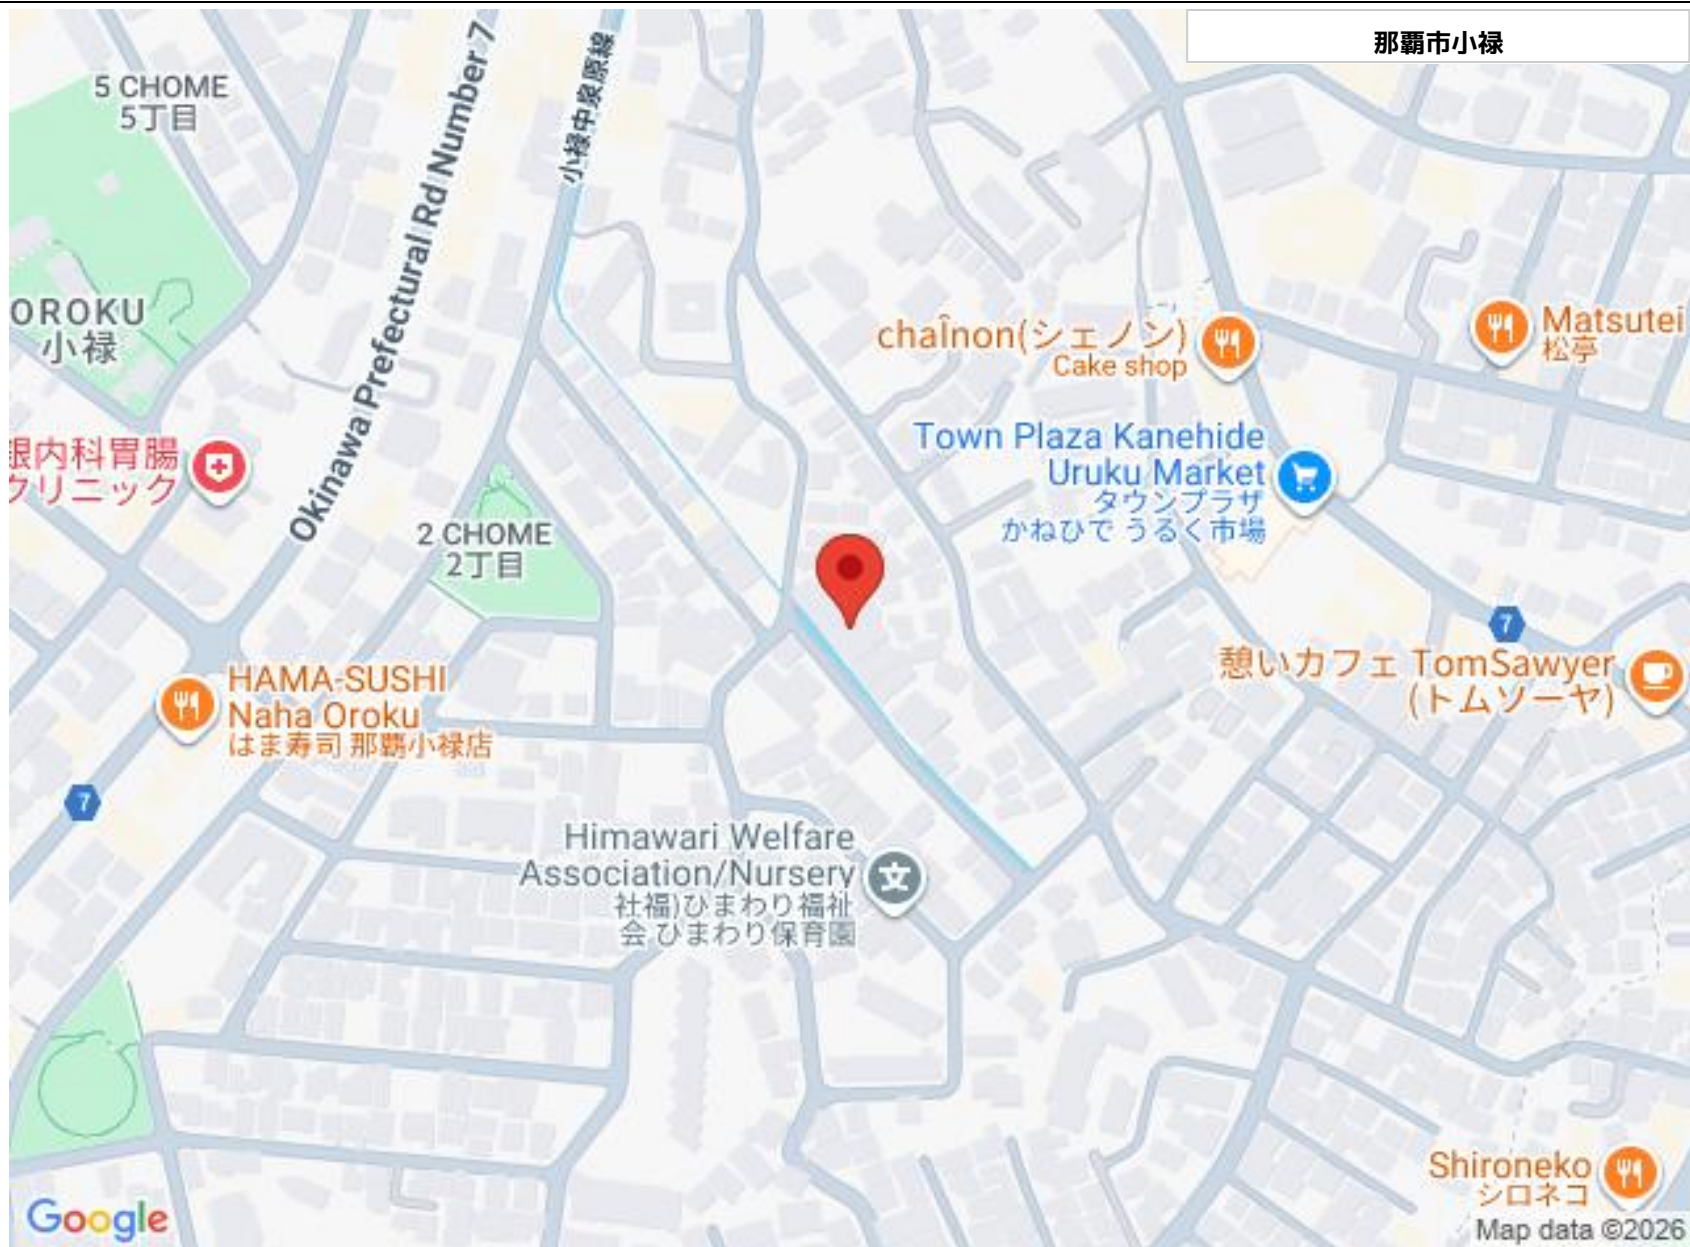 那覇市小禄
5 CHOME
5丁目
Okinawa Prefectural Rd Number 7
小禄中泉原線
OROKU
小禄
眼内科胃腸
クリニック
2 CHOME
2丁目
chaÎnon(シェノン)
Cake shop
Matsutei
松亭
Town Plaza Kanehide
Uruku Market
タウンプラザ
かねひで うるく市場
7
憩いカフェ TomSawyer
(トムソーヤ)
HAMA-SUSHI
Naha Oroku
はま寿司 那覇小禄店
7
Himawari Welfare
Association/Nursery
社福)ひまわり福祉
会 ひまわり保育園
文
Shironeko
シロネコ
Google
Map data ©2026